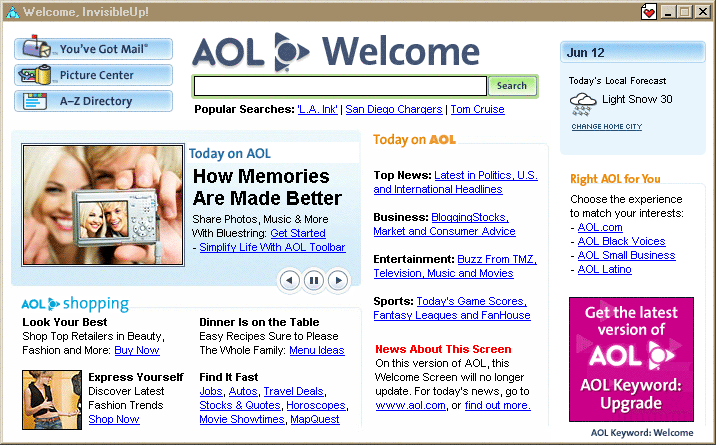 Welcome, InvisibleUp!
You've Got Mail®
Picture Center
A-Z Directory
AOL Welcome
Search
Popular Searches: 'L.A. Ink' | San Diego Chargers | Tom Cruise
Jun 12
Today's Local Forecast
Light Snow 30
CHANGE HOME CITY
Today on AOL
How Memories
Are Made Better
Share Photos, Music & More
With Bluestring: Get Started
- Simplify Life With AOL Toolbar
AOL shopping
Look Your Best
Shop Top Retailers in Beauty,
Fashion and More: Buy Now
Dinner Is on the Table
Easy Recipes Sure to Please
The Whole Family: Menu Ideas
Express Yourself
Discover Latest
Fashion Trends
Shop Now
Find It Fast
Jobs, Autos, Travel Deals,
Stocks & Quotes, Horoscopes,
Movie Showtimes, MapQuest
Today on AOL
Top News: Latest in Politics, U.S.
and International Headlines
Business: BloggingStocks,
Market and Consumer Advice
Entertainment: Buzz From TMZ,
Television, Music and Movies
Sports: Today's Game Scores,
Fantasy Leagues and FanHouse
News About This Screen
On this version of AOL, this
Welcome Screen will no longer
update. For today's news, go to
www.aol.com, or find out more.
Right AOL for You
Choose the experience
to match your interests:
- AOL.com
- AOL Black Voices
- AOL Small Business
- AOL Latino
Get the latest
version of
AOL
AOL Keyword:
Upgrade
AOL Keyword: Welcome